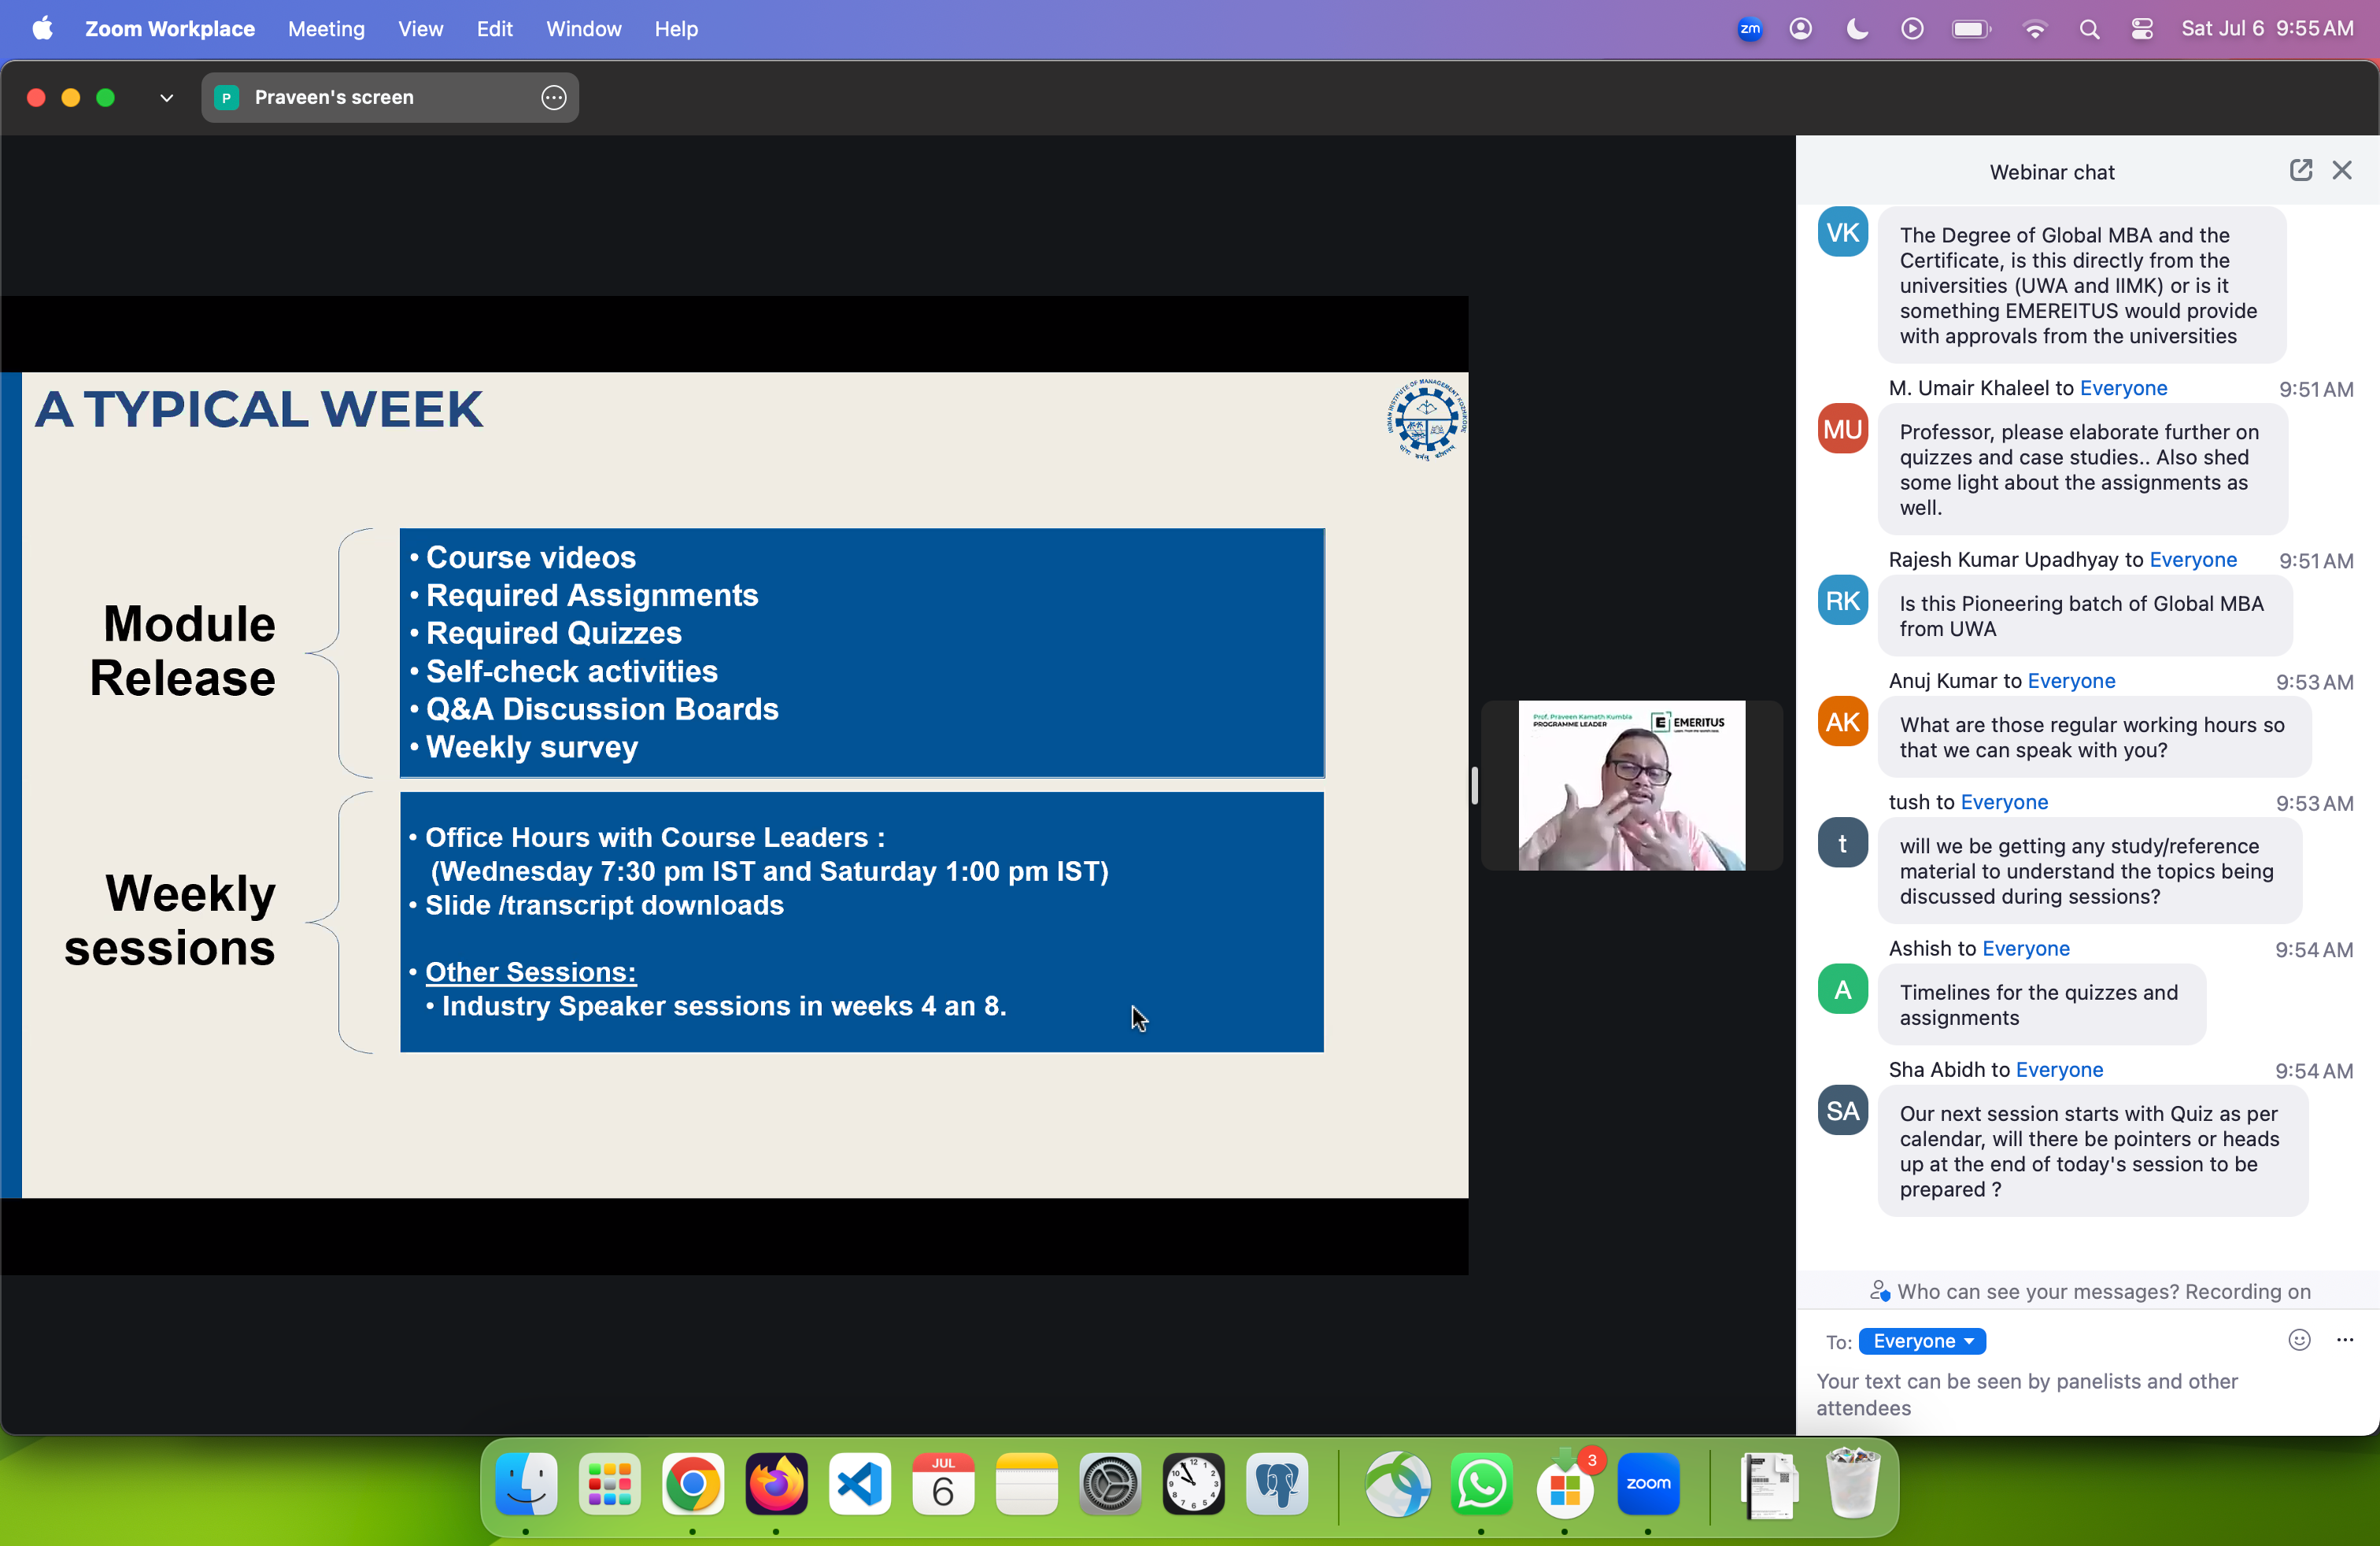 Zoom Workplace Meeting View Edit Window Help
zm
Sat Jul 6 9:55 AM
P Praveen's screen
A TYPICAL WEEK
INDIAN INSTITUTE OF MANAGEMENT KOZHIKODE
Module
Release
• Course videos
• Required Assignments
• Required Quizzes
• Self-check activities
• Q&A Discussion Boards
• Weekly survey
Weekly
sessions
• Office Hours with Course Leaders :
(Wednesday 7:30 pm IST and Saturday 1:00 pm IST)
• Slide /transcript downloads
• Other Sessions:
• Industry Speaker sessions in weeks 4 an 8.
Prof. Praveen Kamath Kumbla
PROGRAMME LEADER
E EMERITUS
Webinar chat
VK
The Degree of Global MBA and the
Certificate, is this directly from the
universities (UWA and IIMK) or is it
something EMEREITUS would provide
with approvals from the universities
M. Umair Khaleel to Everyone 9:51 AM
MU
Professor, please elaborate further on
quizzes and case studies.. Also shed
some light about the assignments as
well.
Rajesh Kumar Upadhyay to Everyone 9:51 AM
RK
Is this Pioneering batch of Global MBA
from UWA
Anuj Kumar to Everyone 9:53 AM
AK
What are those regular working hours so
that we can speak with you?
tush to Everyone 9:53 AM
t
will we be getting any study/reference
material to understand the topics being
discussed during sessions?
Ashish to Everyone 9:54 AM
A
Timelines for the quizzes and
assignments
Sha Abidh to Everyone 9:54 AM
SA
Our next session starts with Quiz as per
calendar, will there be pointers or heads
up at the end of today's session to be
prepared ?
Who can see your messages? Recording on
To: Everyone
Your text can be seen by panelists and other
attendees
JUL
6
3
zoom